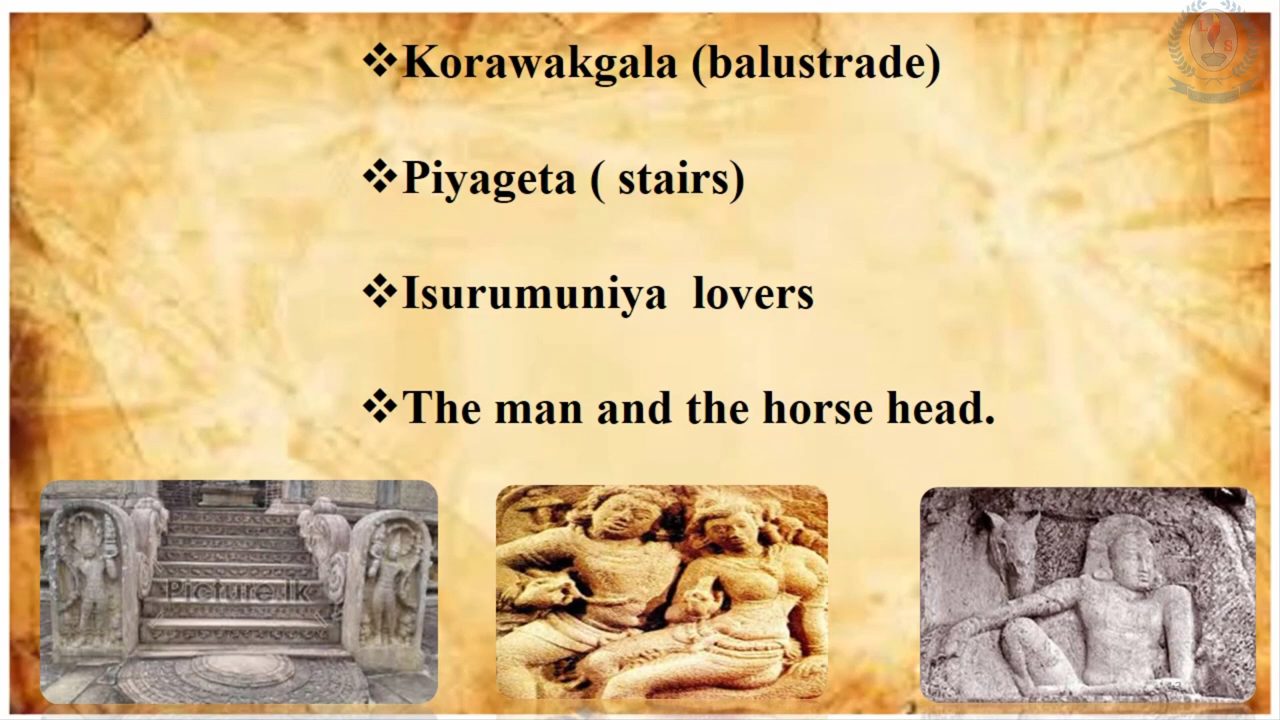 ❖Korawakgala (balustrade)
❖Piyageta ( stairs)
❖Isurumuniya lovers
❖The man and the horse head.
L S
Picture.lk